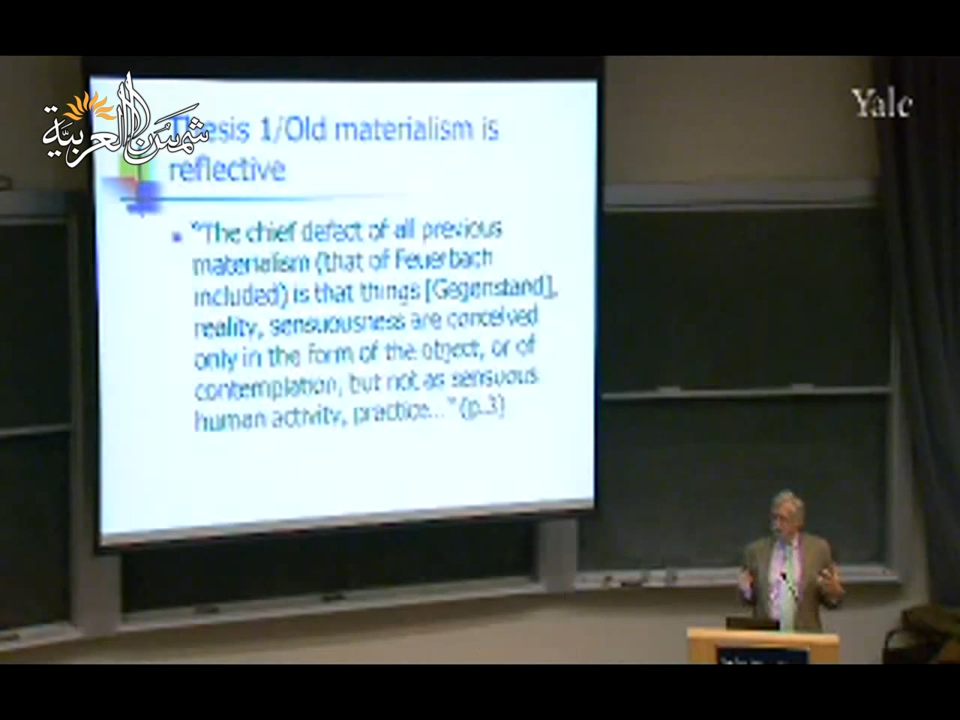 شمس العربية
Yale
Thesis 1/Old materialism is
reflective
"The chief defect of all previous
materialism (that of Feuerbach
included) is that things [Gegenstand],
reality, sensuousness are conceived
only in the form of the object, or of
contemplation, but not as sensuous
human activity, practice..." (p.3)